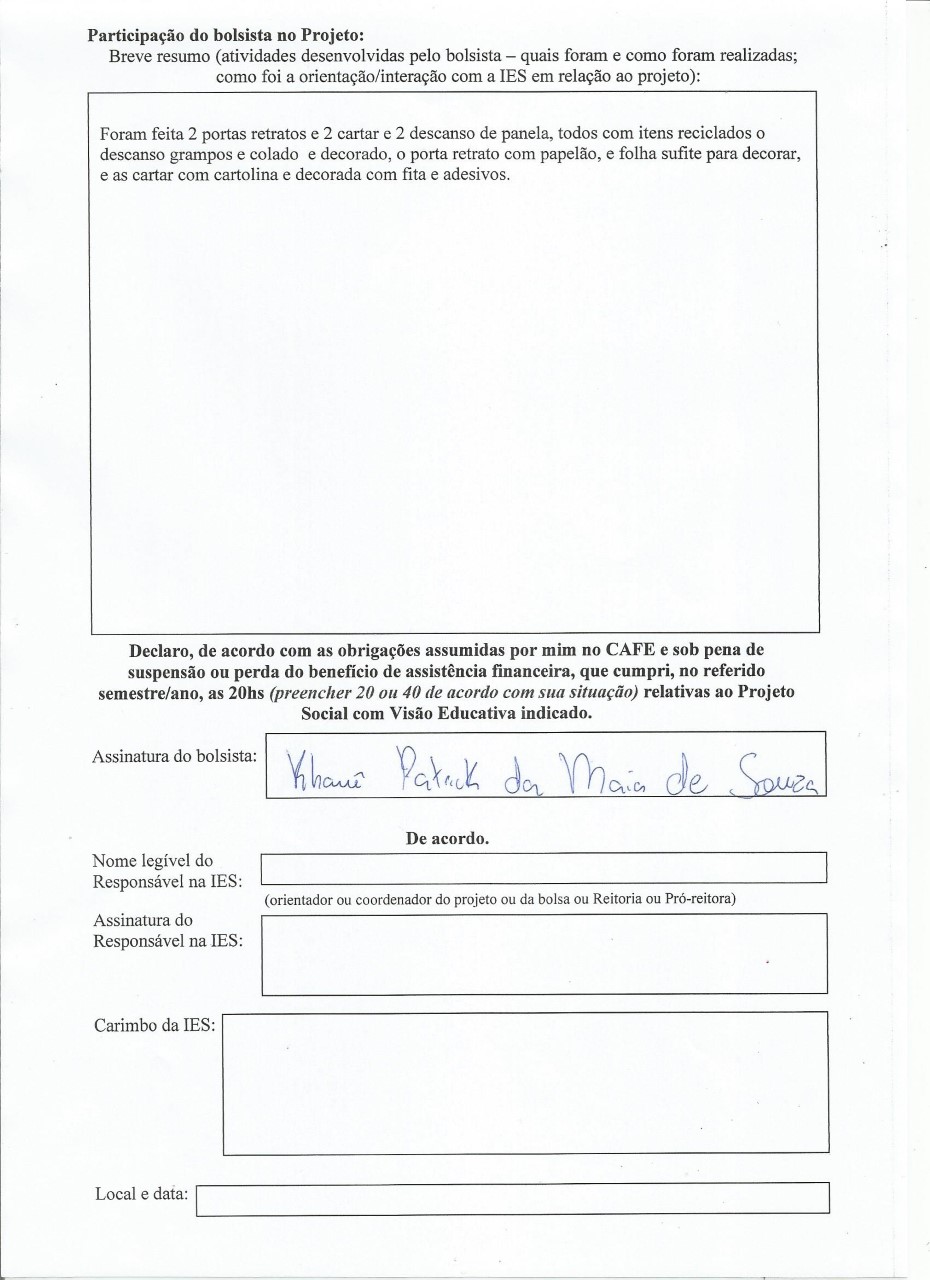 Participação do bolsista no Projeto:
Breve resumo (atividades desenvolvidas pelo bolsista – quais foram e como foram realizadas;
como foi a orientação/interação com a IES em relação ao projeto):
Foram feita 2 portas retratos e 2 cartar e 2 descanso de panela, todos com itens reciclados o
descanso grampos e colado e decorado, o porta retrato com papelão, e folha sufite para decorar,
e as cartar com cartolina e decorada com fita e adesivos.
Declaro, de acordo com as obrigações assumidas por mim no CAFE e sob pena de
suspensão ou perda do benefício de assistência financeira, que cumpri, no referido
semestre/ano, as 20hs (preencher 20 ou 40 de acordo com sua situação) relativas ao Projeto
Social com Visão Educativa indicado.
Assinatura do bolsista: Patrick da Maia de Souza
De acordo.
Nome legível do
Responsável na IES:
(orientador ou coordenador do projeto ou da bolsa ou Reitoria ou Pró-reitora)
Assinatura do
Responsável na IES:
Carimbo da IES:
Local e data: